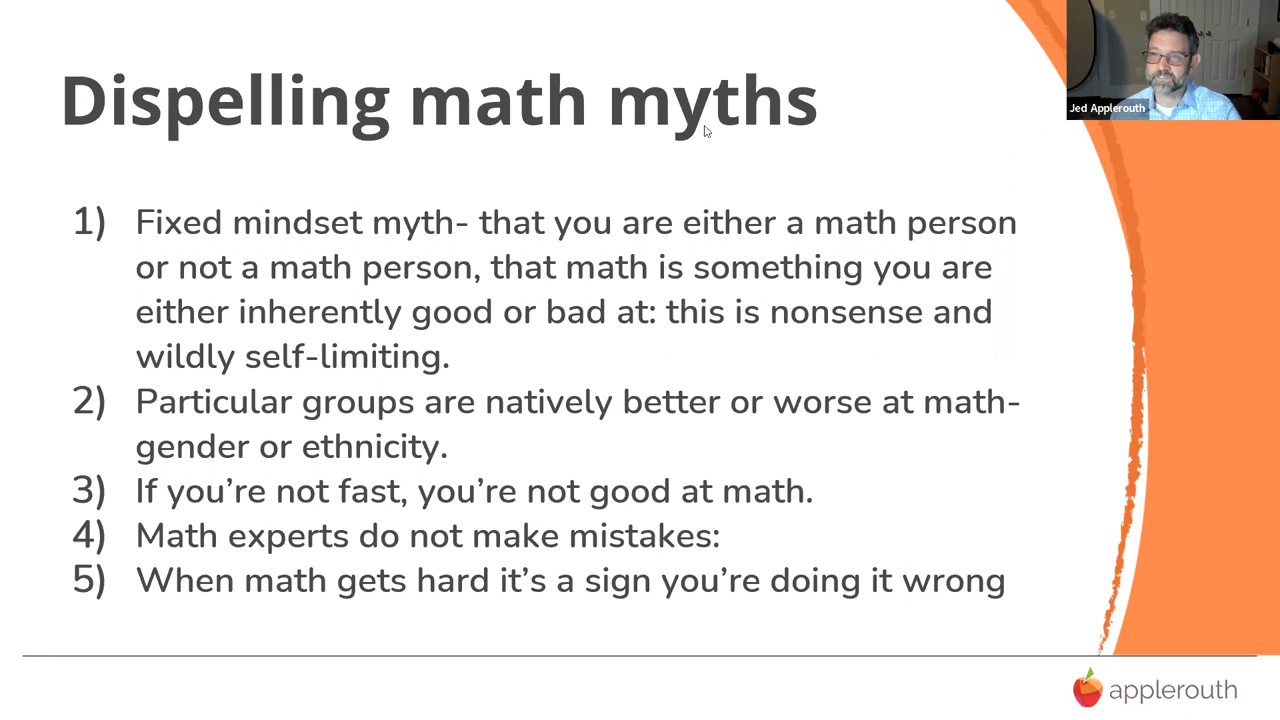 Dispelling math myths
Jed Applerouth
1) Fixed mindset myth- that you are either a math person
or not a math person, that math is something you are
either inherently good or bad at: this is nonsense and
wildly self-limiting.
2) Particular groups are natively better or worse at math-
gender or ethnicity.
3) If you’re not fast, you’re not good at math.
4) Math experts do not make mistakes:
5) When math gets hard it’s a sign you’re doing it wrong
applerouth